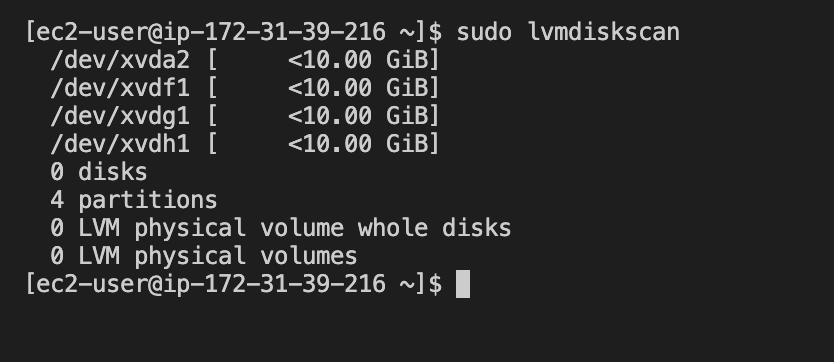 [ec2-user@ip-172-31-39-216 ~]$ sudo lvmdiskscan
  /dev/xvda2 [     <10.00 GiB]
  /dev/xvdf1 [     <10.00 GiB]
  /dev/xvdg1 [     <10.00 GiB]
  /dev/xvdh1 [     <10.00 GiB]
  0 disks
  4 partitions
  0 LVM physical volume whole disks
  0 LVM physical volumes
[ec2-user@ip-172-31-39-216 ~]$